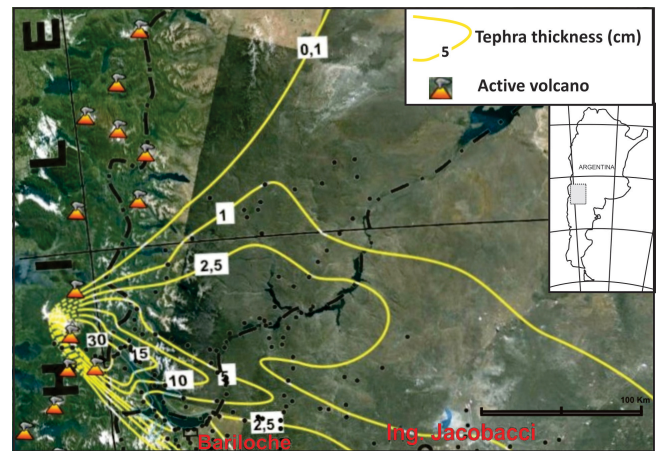 Tephra thickness (cm)
5
Active volcano
ARGENTINA
0,1
1
2,5
30
15
10
2,5
100 Km
Bariloche
Ing. Jacobacci
H I L E